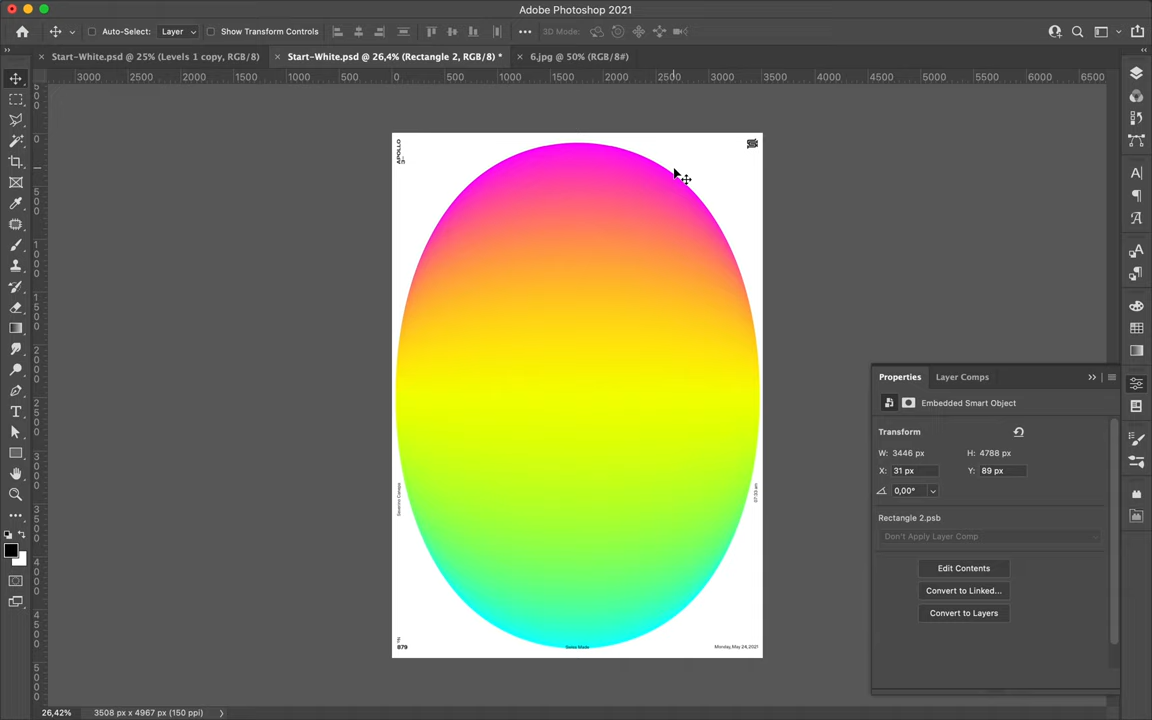 Adobe Photoshop 2021
Auto-Select: Layer Show Transform Controls 3D Mode:
Start-White.psd @ 25% (Levels 1 copy, RGB/8)
Start-White.psd @ 26,4% (Rectangle 2, RGB/8) *
6.jpg @ 50% (RGB/8#)
3000 2500 2000 1500 1000 500 0 500 1000 1500 2000 2500 3000 3500 4000 4500 5000 5500 6000 6500
APOLLO
Properties Layer Comps
Embedded Smart Object
Transform
W: 3446 px H: 4788 px
X: 31 px Y: 89 px
0,00°
Rectangle 2.psb
Don't Apply Layer Comp
Edit Contents
Convert to Linked...
Convert to Layers
07:33 am
879
Monday, May 24, 2021
26,42% 3508 px x 4967 px (150 ppi)